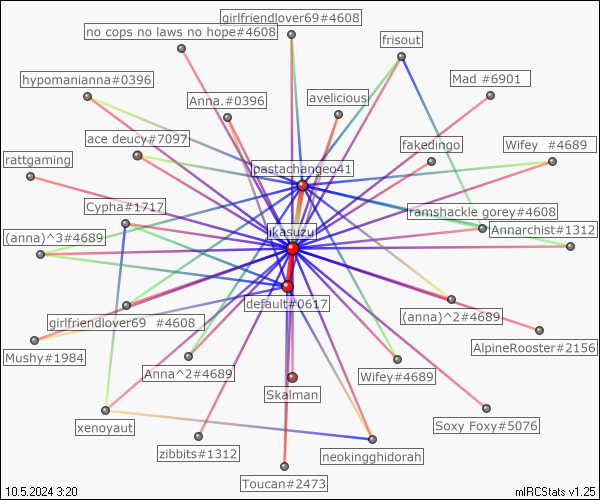 girlfriendlover69#4608
no cops no laws no hope#4608
frisout
hypomanianna#0396
Mad #6901
Anna.#0396
avelicious
ace deucy#7097
fakedingo
Wifey #4689
rattgaming
pastachangeo41
Cypha#1717
ramshackle gorey#4608
(anna)^3#4689
jkasuzu
Annarchist#1312
default#0617
girlfriendlover69 #4608
(anna)^2#4689
Mushy#1984
AlpineRooster#2156
Anna^2#4689
Wifey#4689
Skalman
xenoyaut
Soxy Foxy#5076
zibbits#1312
neokingghidorah
Toucan#2473
10.5.2024 3:20
mIRCStats v1.25